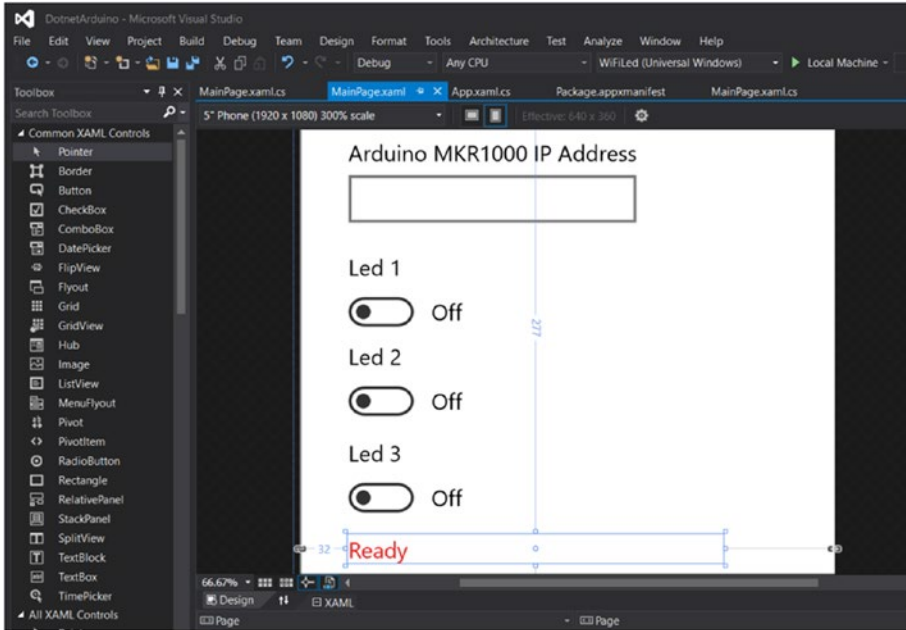 DotnetArduino - Microsoft Visual Studio
File Edit View Project Build Debug Team Design Format Tools Architecture Test Analyze Window Help
Debug Any CPU WiFiLed (Universal Windows) Local Machine
Toolbox MainPage.xaml.cs MainPage.xaml App.xaml.cs Package.appxmanifest MainPage.xaml.cs
Search Toolbox 5" Phone (1920 x 1080) 300% scale Effective: 640 x 360
Common XAML Controls
Pointer
Border
Button
CheckBox
ComboBox
DatePicker
FlipView
Flyout
Grid
GridView
Hub
Image
ListView
MenuFlyout
Pivot
PivotItem
RadioButton
Rectangle
RelativePanel
StackPanel
SplitView
TextBlock
TextBox
TimePicker
All XAML Controls
Arduino MKR1000 IP Address
Led 1
Off
277
Led 2
Off
Led 3
Off
32 Ready
66.67%
Design XAML
Page Page